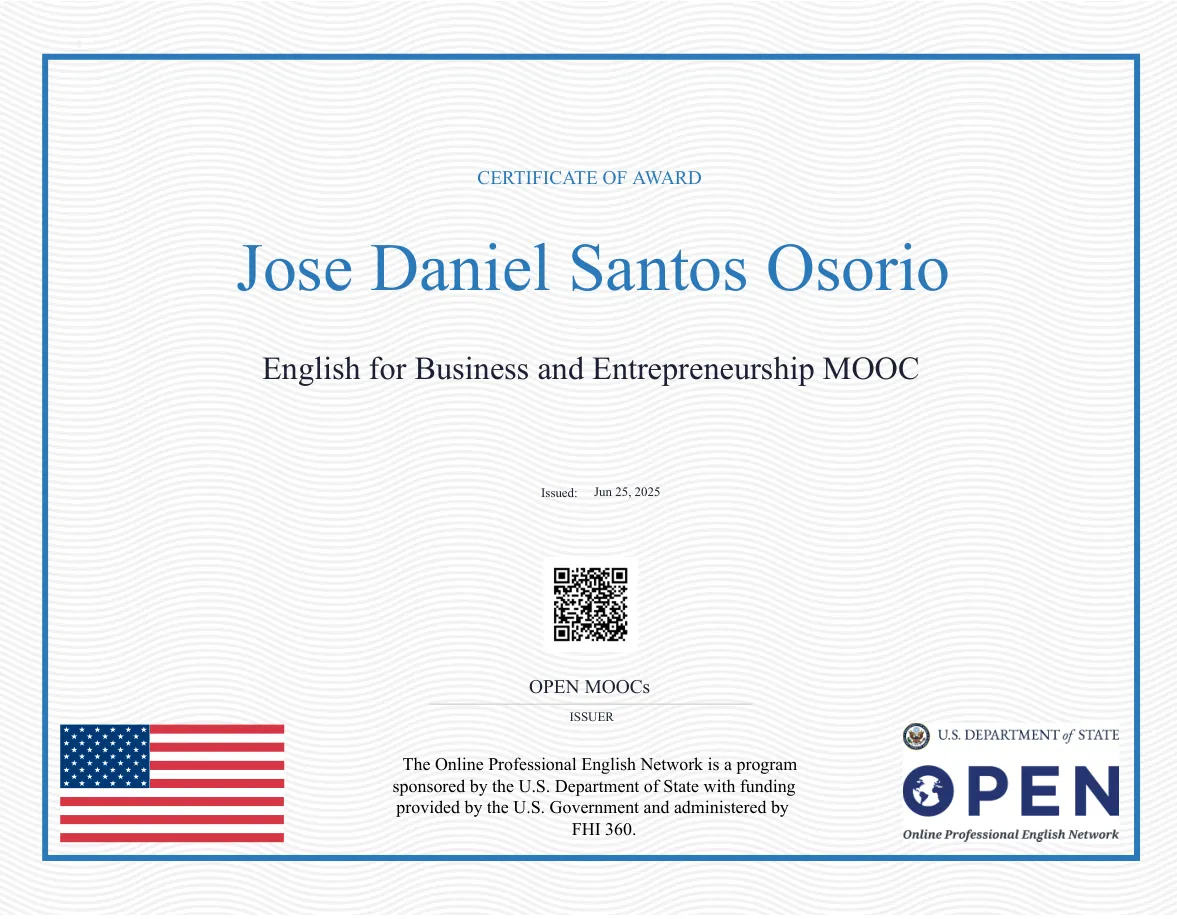 CERTIFICATE OF AWARD
Jose Daniel Santos Osorio
English for Business and Entrepreneurship MOOC
Issued: Jun 25, 2025
OPEN MOOCs
ISSUER
The Online Professional English Network is a program
sponsored by the U.S. Department of State with funding
provided by the U.S. Government and administered by
FHI 360.
U.S. DEPARTMENT of STATE
OPEN
Online Professional English Network